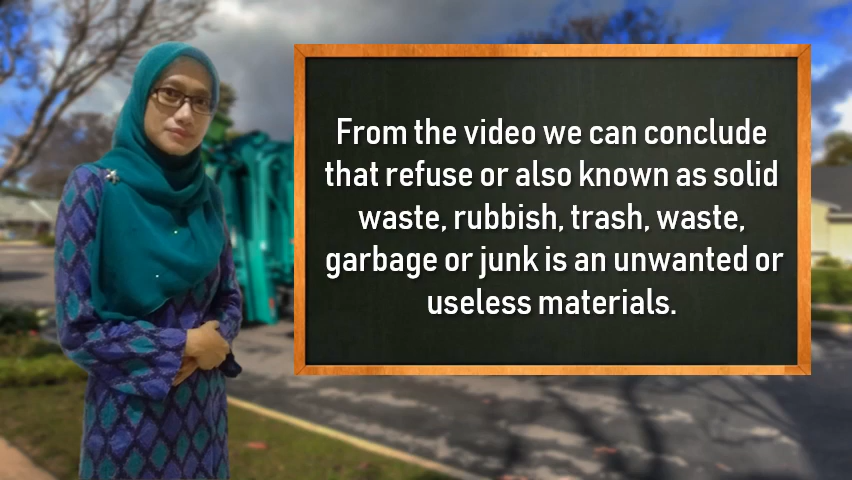 From the video we can conclude
that refuse or also known as solid
waste, rubbish, trash, waste,
garbage or junk is an unwanted or
useless materials.